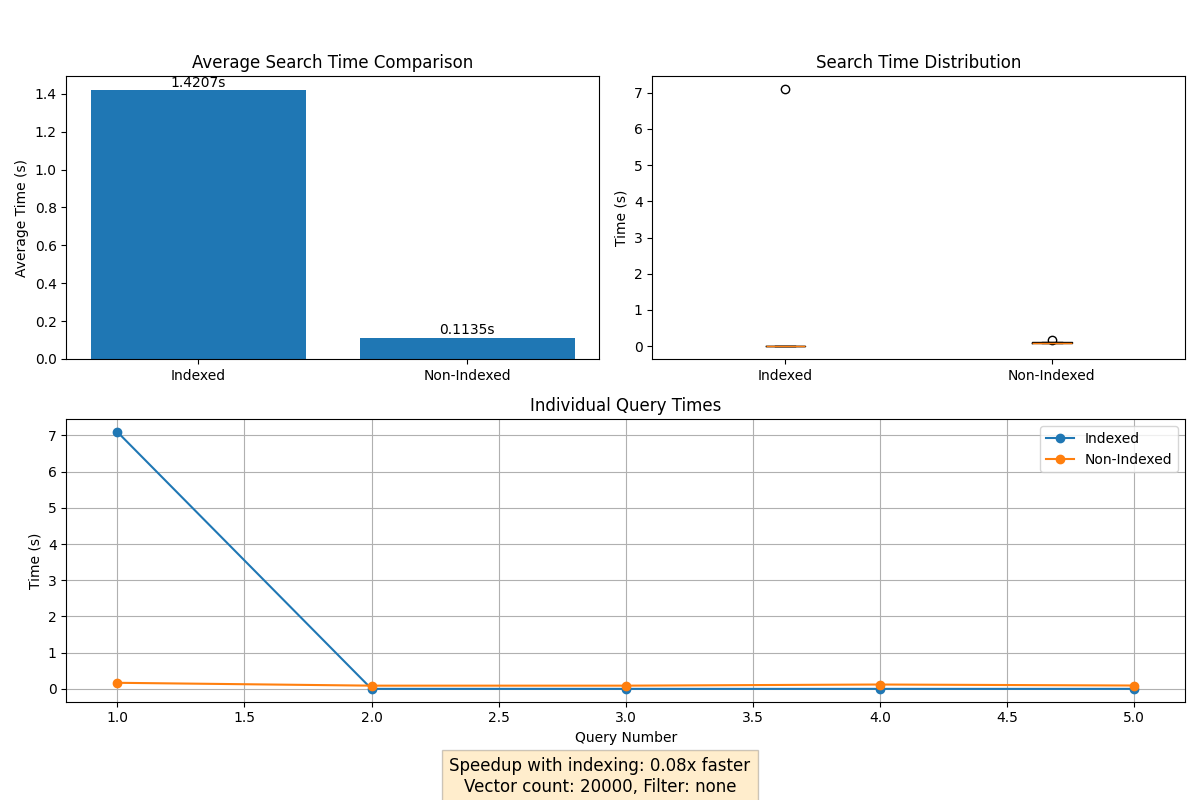 Average Search Time Comparison
Average Time (s)
1.4
1.2
1.0
0.8
0.6
0.4
0.2
0.0
1.4207s
0.1135s
Indexed
Non-Indexed
Search Time Distribution
Time (s)
7
6
5
4
3
2
1
0
Indexed
Non-Indexed
Individual Query Times
Time (s)
7
6
5
4
3
2
1
0
Indexed
Non-Indexed
1.0 1.5 2.0 2.5 3.0 3.5 4.0 4.5 5.0
Query Number
Speedup with indexing: 0.08x faster
Vector count: 20000, Filter: none